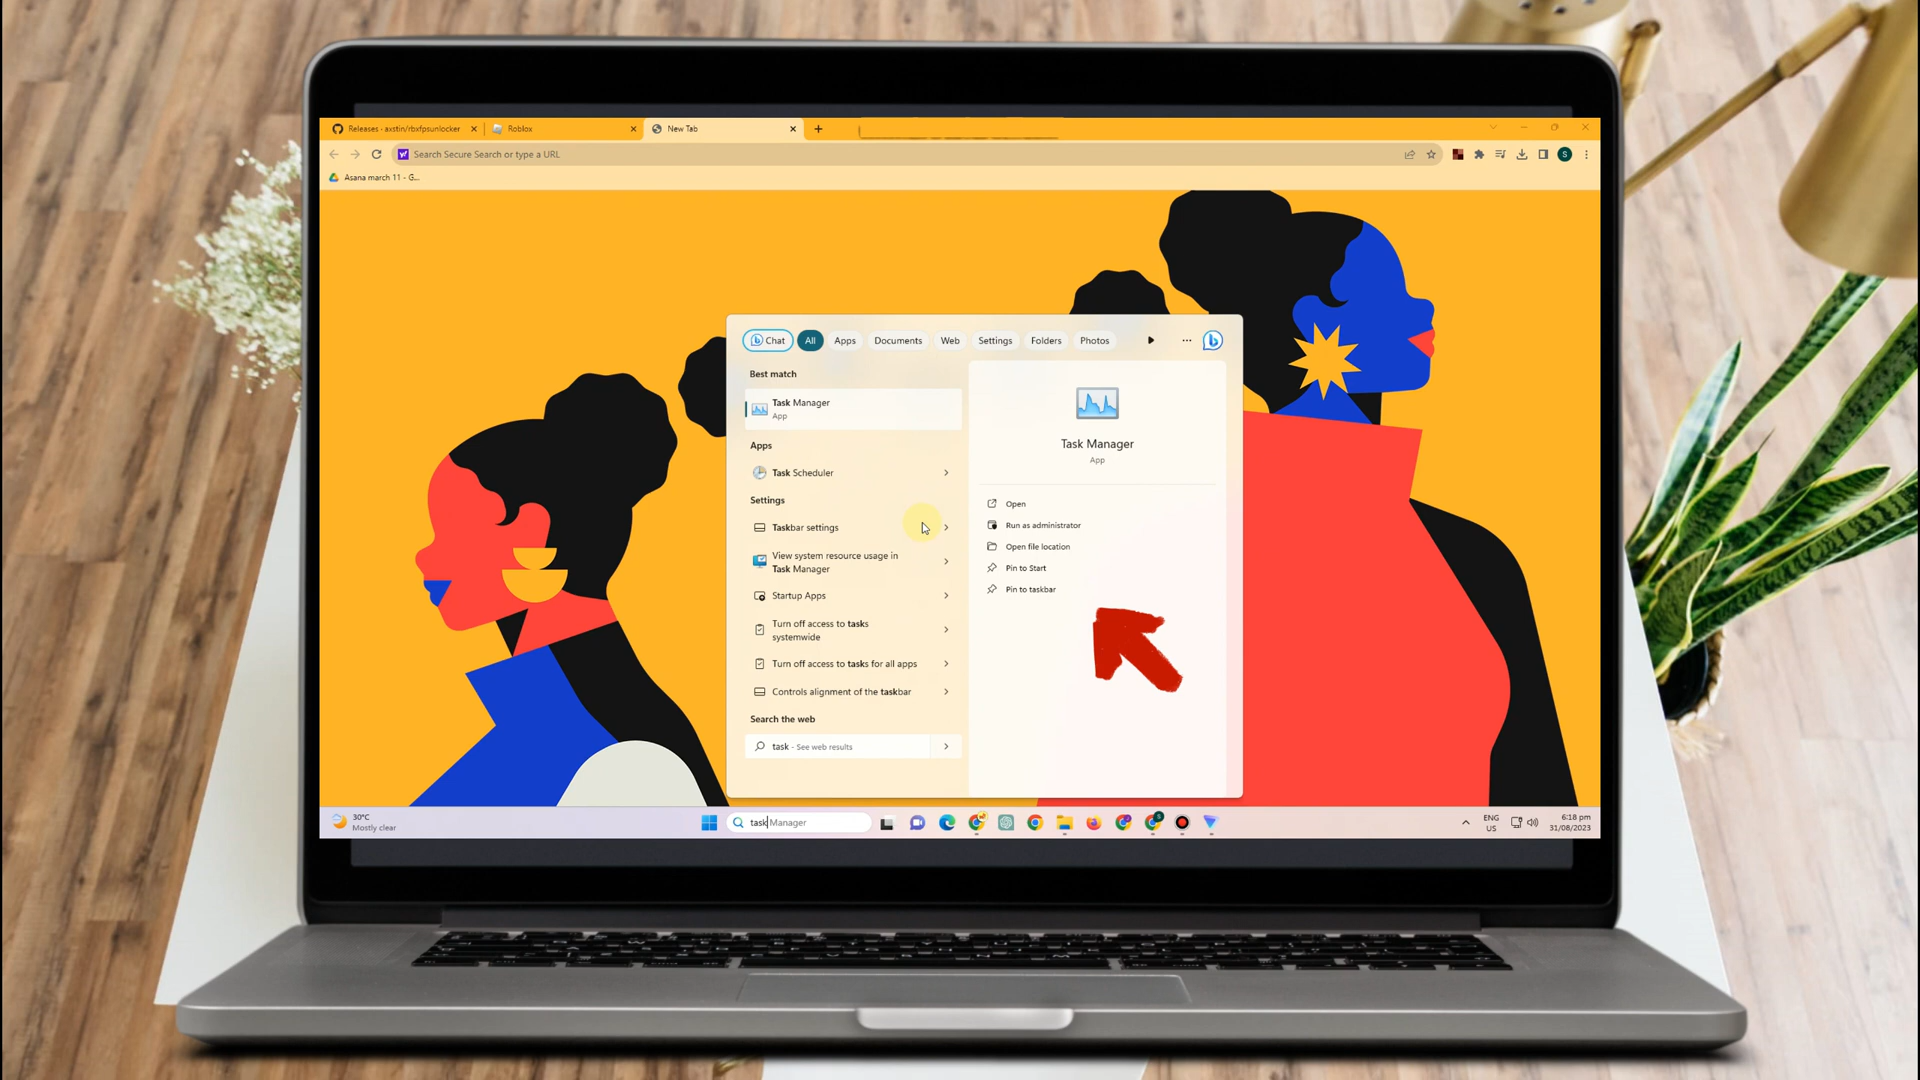 Releases · axstin/rbxfpsunlocker
Roblox
New Tab
Search Secure Search or type a URL
Asana march 11 - G...
Chat
All
Apps
Documents
Web
Settings
Folders
Photos
Best match
Task Manager
App
Apps
Task Scheduler
Settings
Taskbar settings
View system resource usage in
Task Manager
Startup Apps
Turn off access to tasks
systemwide
Turn off access to tasks for all apps
Controls alignment of the taskbar
Search the web
task - See web results
Task Manager
App
Open
Run as administrator
Open file location
Pin to Start
Pin to taskbar
30°C
Mostly clear
task Manager
ENG
US
6:18 pm
31/08/2023